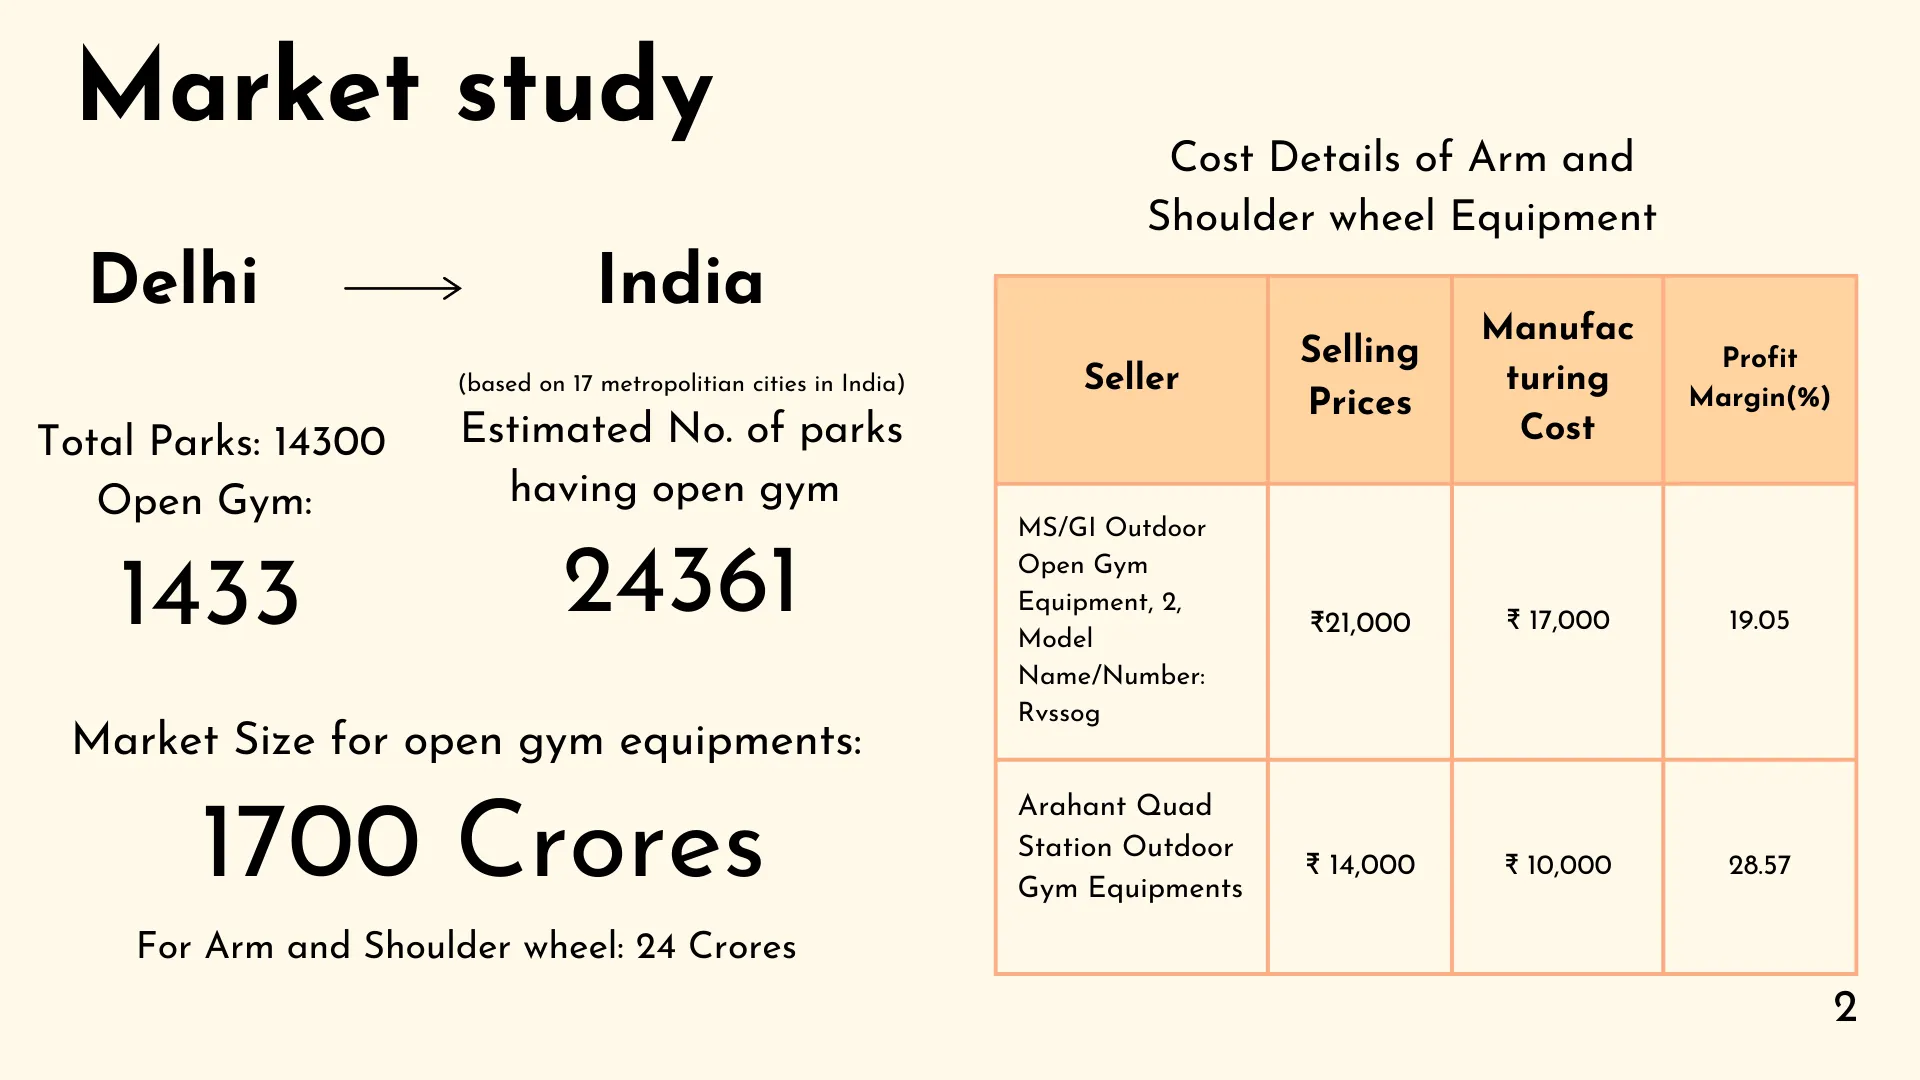 Market study
Delhi → India
Total Parks: 14300
Open Gym:
1433
(based on 17 metropolitian cities in India)
Estimated No. of parks
having open gym
24361
Market Size for open gym equipments:
1700 Crores
For Arm and Shoulder wheel: 24 Crores
Cost Details of Arm and
Shoulder wheel Equipment
Seller
Selling
Prices
Manufac
turing
Cost
Profit
Margin(%)
MS/GI Outdoor
Open Gym
Equipment, 2,
Model
Name/Number:
Rvssog
₹21,000
₹ 17,000
19.05
Arahant Quad
Station Outdoor
Gym Equipments
₹ 14,000
₹ 10,000
28.57
2